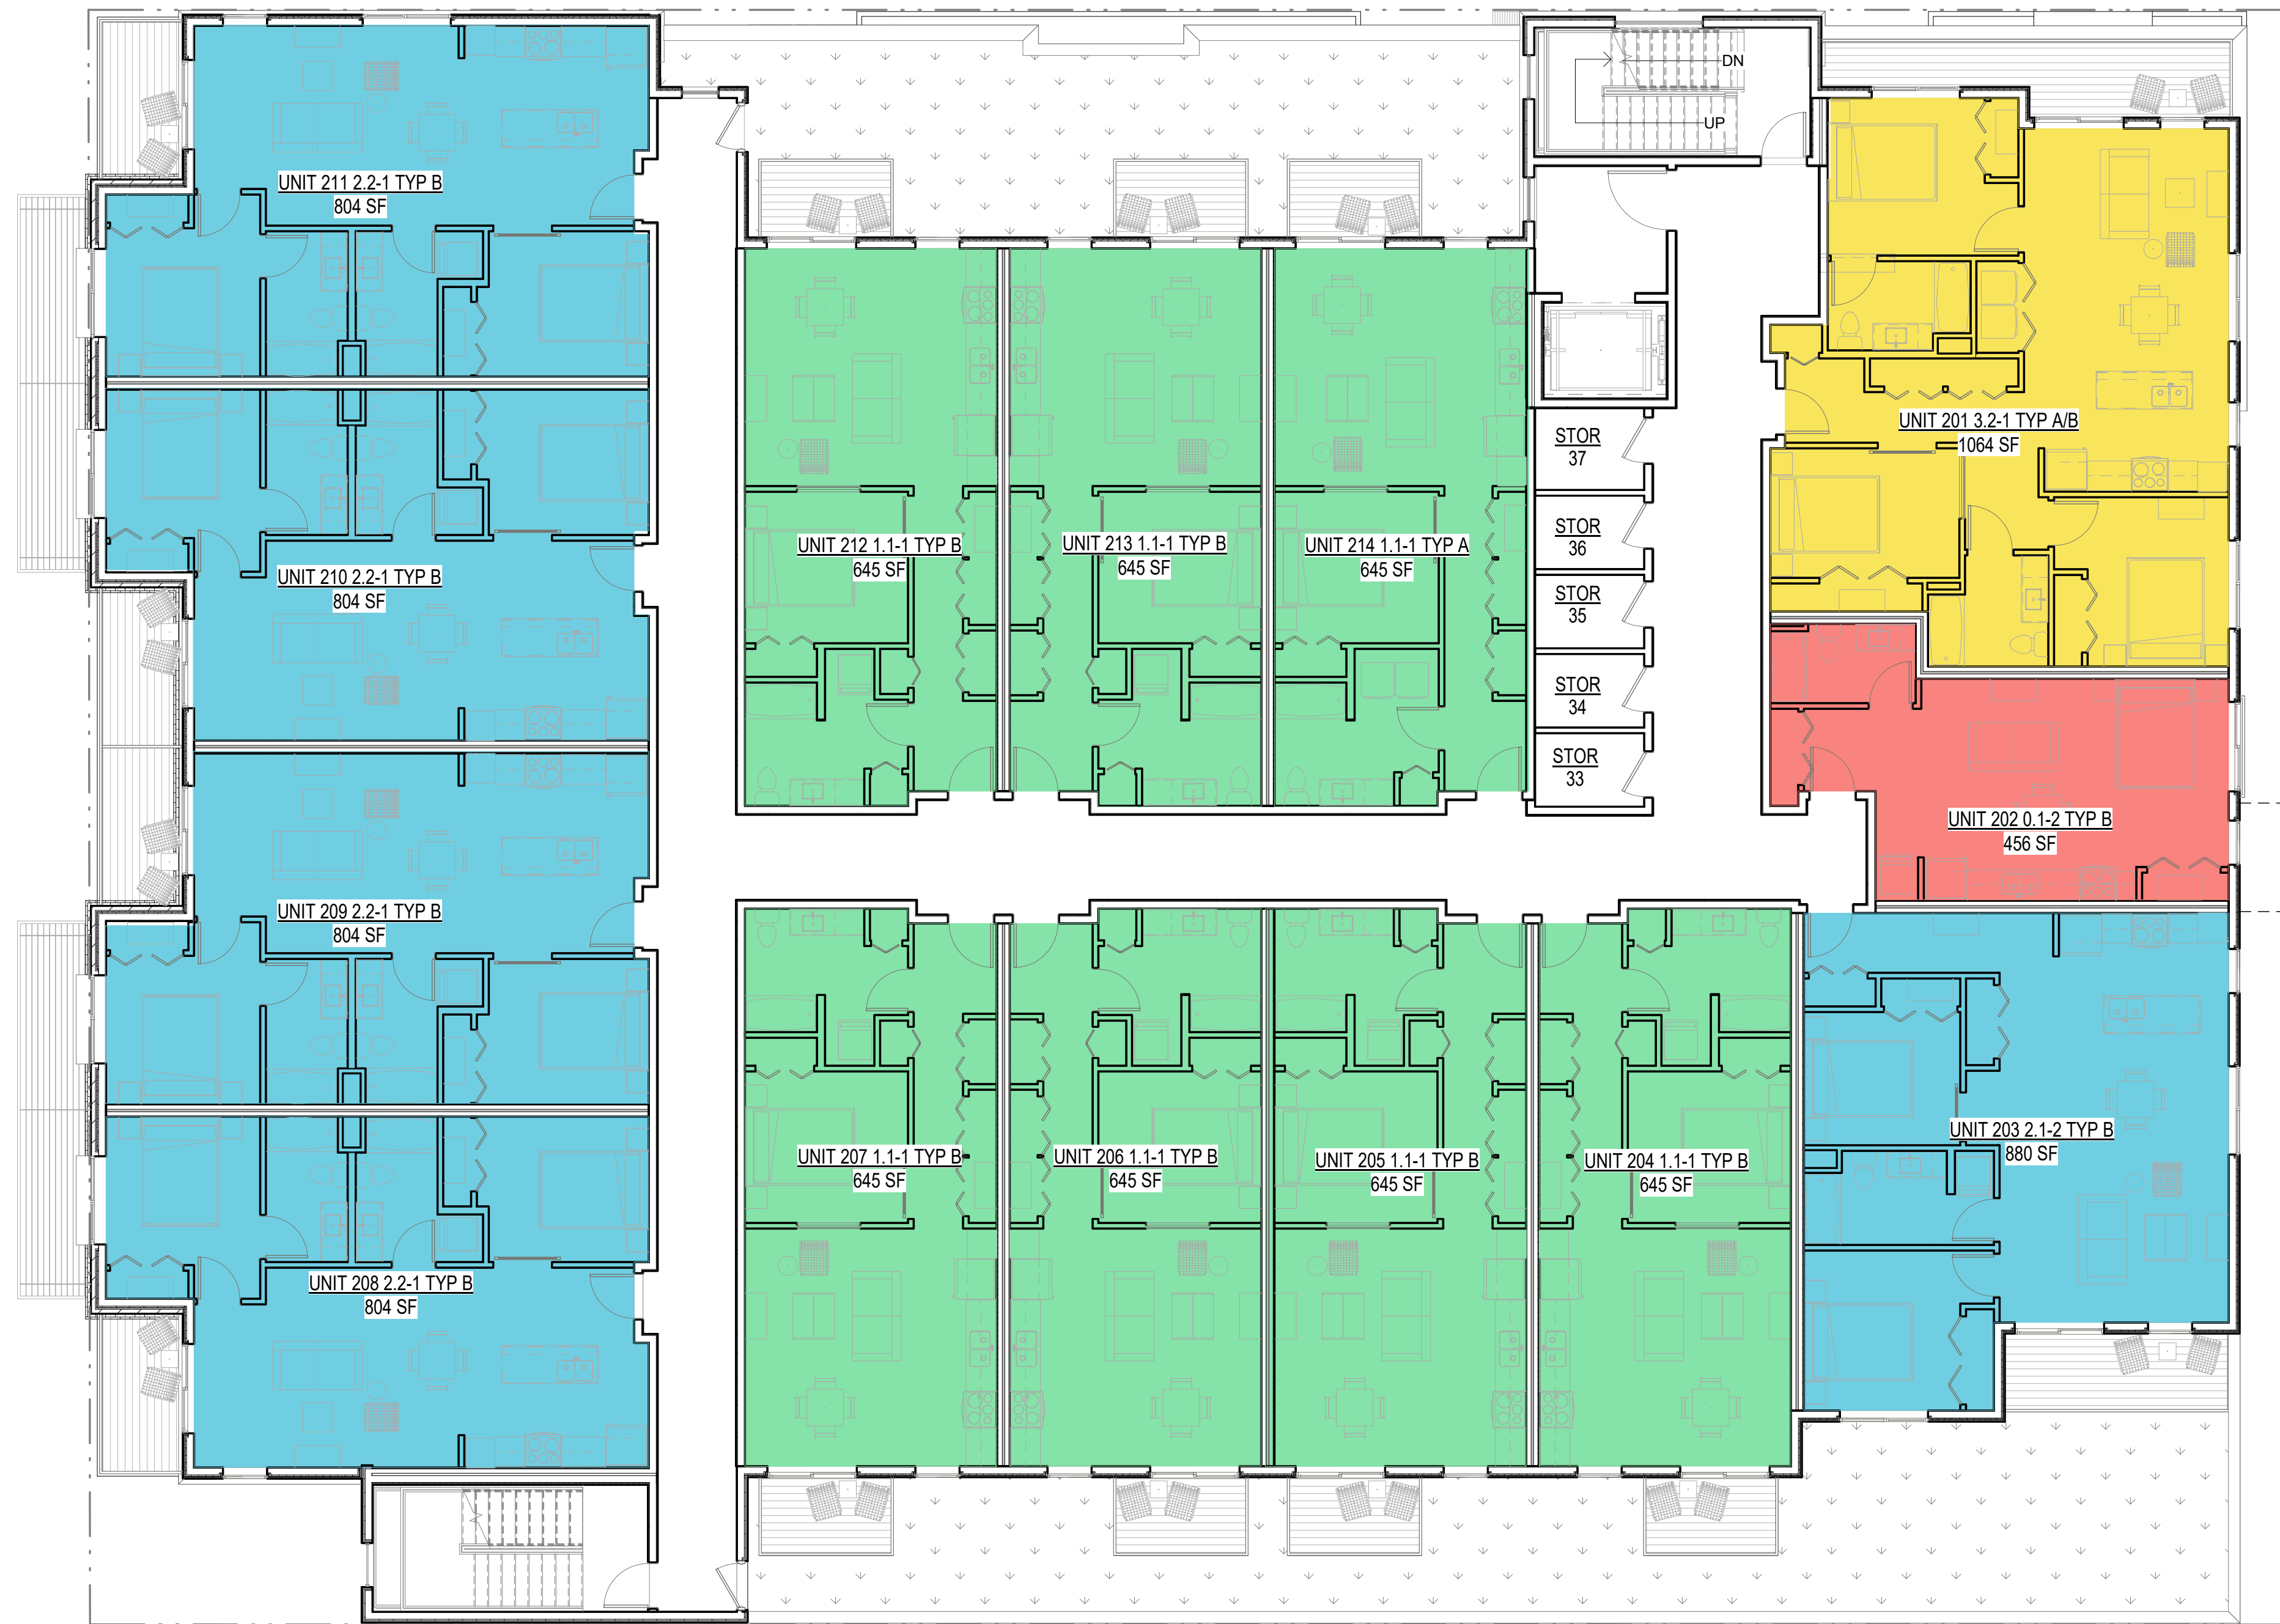 DN
UP
UNIT 211 2.2-1 TYP B
804 SF
UNIT 201 3.2-1 TYP A/B
1064 SF
STOR
37
STOR
36
STOR
35
STOR
34
STOR
33
UNIT 212 1.1-1 TYP B
645 SF
UNIT 213 1.1-1 TYP B
645 SF
UNIT 214 1.1-1 TYP A
645 SF
UNIT 210 2.2-1 TYP B
804 SF
UNIT 202 0.1-2 TYP B
456 SF
UNIT 209 2.2-1 TYP B
804 SF
UNIT 203 2.1-2 TYP B
880 SF
UNIT 207 1.1-1 TYP B
645 SF
UNIT 206 1.1-1 TYP B
645 SF
UNIT 205 1.1-1 TYP B
645 SF
UNIT 204 1.1-1 TYP B
645 SF
UNIT 208 2.2-1 TYP B
804 SF